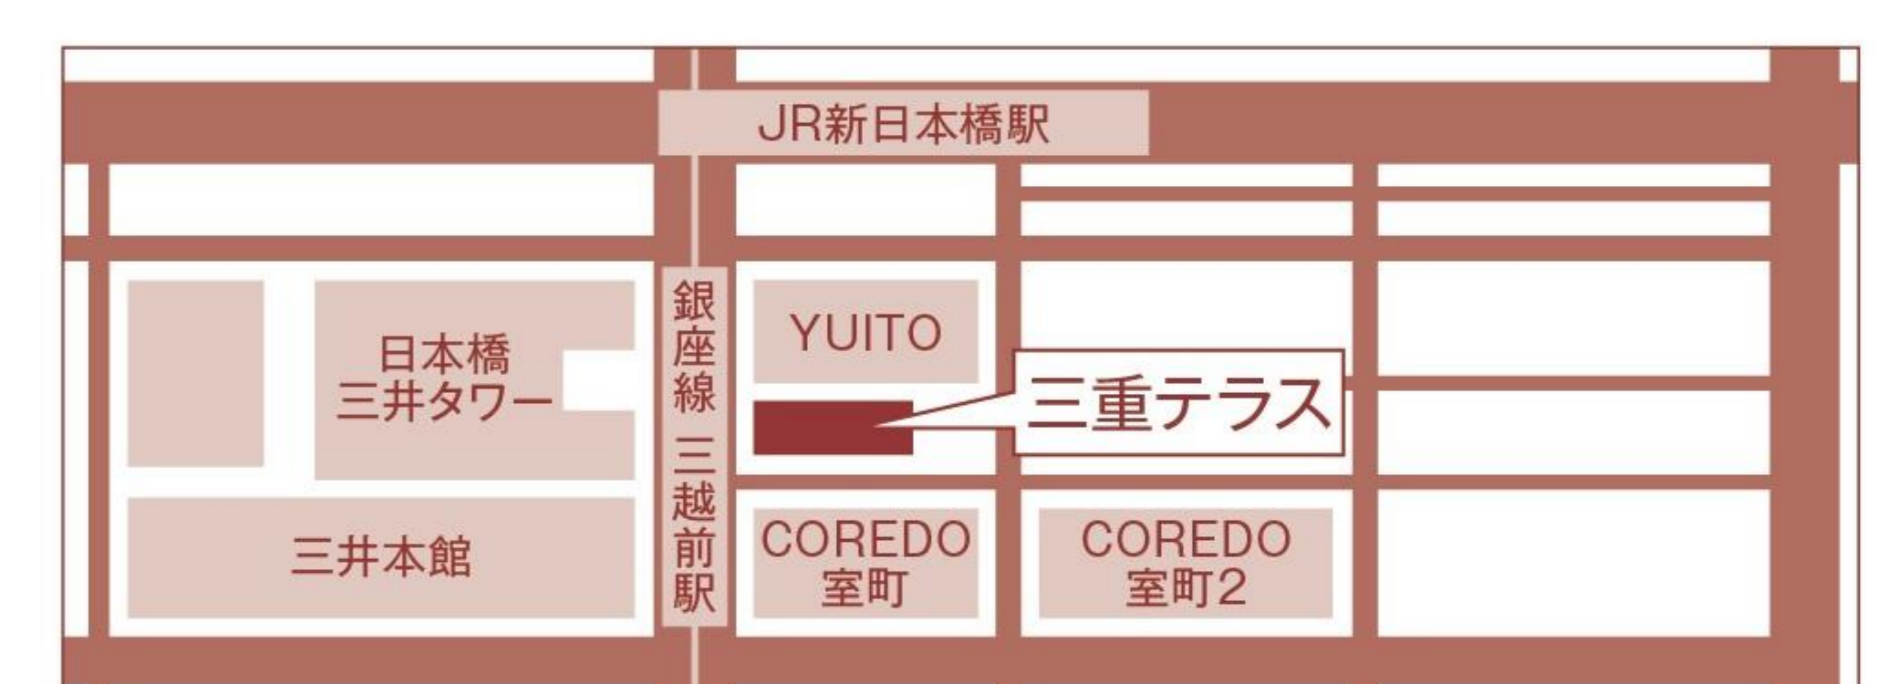 JR新日本橋駅
日本橋
三井タワー
三井本館
銀座線 三越前駅
YUITO
三重テラス
COREDO
室町
COREDO
室町2